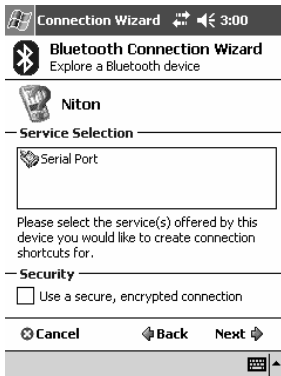 Connection Wizard 3:00
Bluetooth Connection Wizard
Explore a Bluetooth device
Niton
Service Selection
Serial Port
Please select the service(s) offered by this
device you would like to create connection
shortcuts for.
Security
Use a secure, encrypted connection
Cancel Back Next